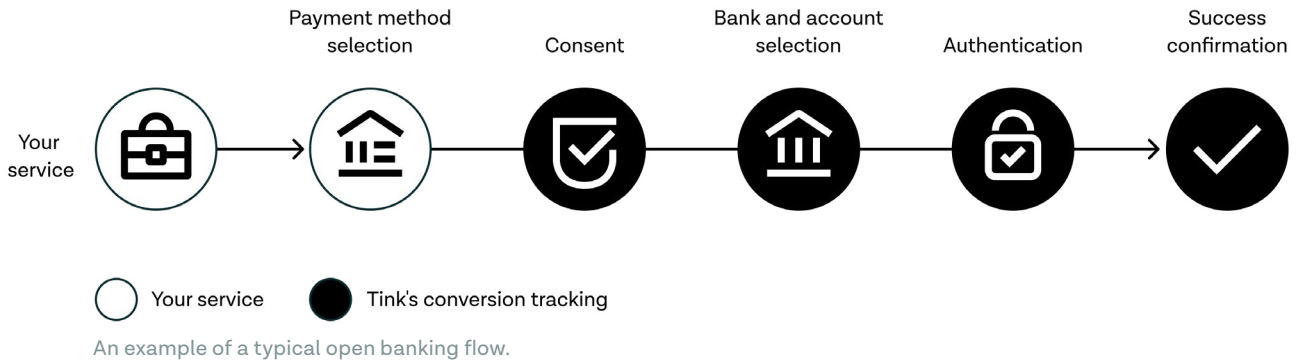 Payment method
selection
Consent
Bank and account
selection
Authentication
Success
confirmation
Your
service
Your service
Tink's conversion tracking
An example of a typical open banking flow.